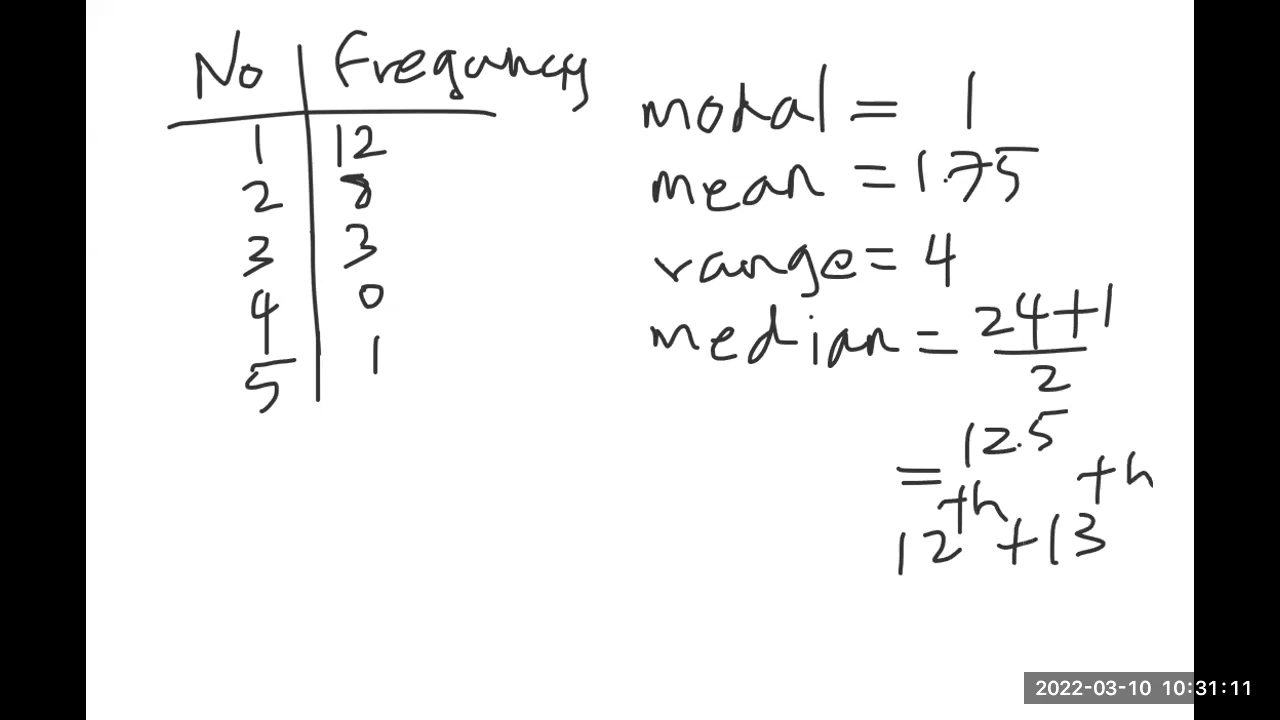 No Freqancy
1 12
2 8
3 3
4 0
5 1
modal = 1
mean = 1.75
range = 4
median = 24+1
2
= 12.5
12th + 13th
2022-03-10 10:31:11